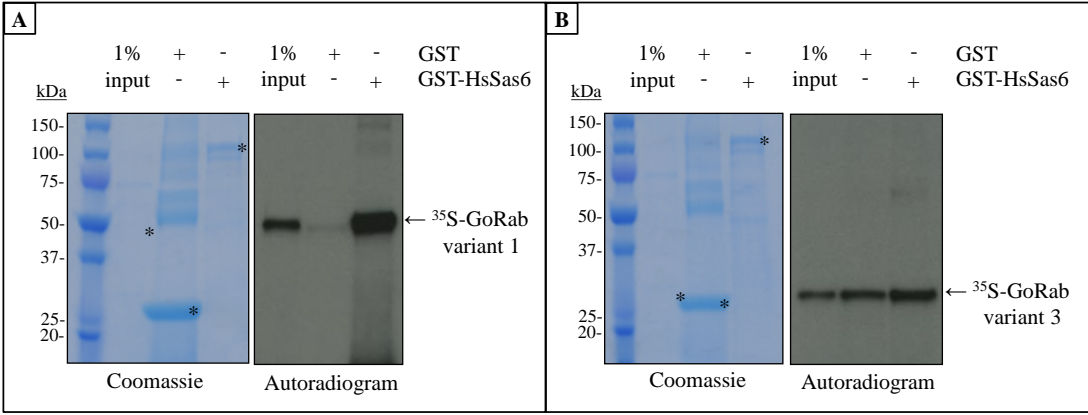 A
1% + - 1% + - GST
input - + input - + GST-HsSas6
kDa
150-
100-
75-
50-
37-
25-
20-
*
*
*
← ³⁵S-GoRab
variant 1
Coomassie Autoradiogram
B
1% + - 1% + - GST
input - + input - + GST-HsSas6
kDa
150-
100-
75-
50-
37-
25-
20-
*
* *
← ³⁵S-GoRab
variant 3
Coomassie Autoradiogram